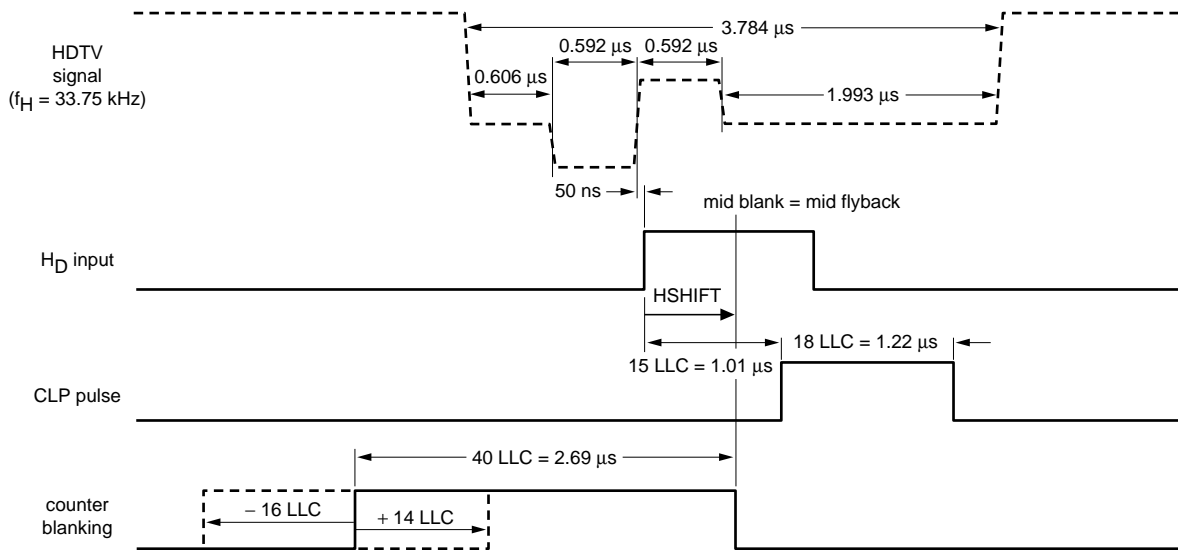 3.784 μs
HDTV
signal
(fH = 33.75 kHz)
0.592 μs
0.592 μs
0.606 μs
1.993 μs
50 ns
mid blank = mid flyback
HD input
HSHIFT
18 LLC = 1.22 μs
15 LLC = 1.01 μs
CLP pulse
40 LLC = 2.69 μs
counter
blanking
− 16 LLC
+ 14 LLC